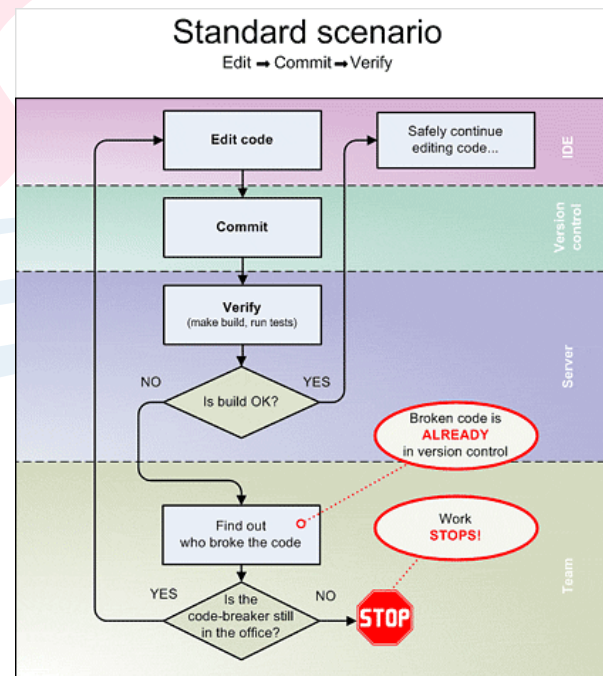 Standard scenario
Edit ➡ Commit ➡ Verify
Edit code
Safely continue
editing code...
IDE
Commit
Version
control
Verify
(make build, run tests)
Server
NO
YES
Is build OK?
Broken code is
ALREADY
in version control
Find out
who broke the code
Work
STOPS!
Team
YES
Is the
code-breaker still
in the office?
NO
STOP